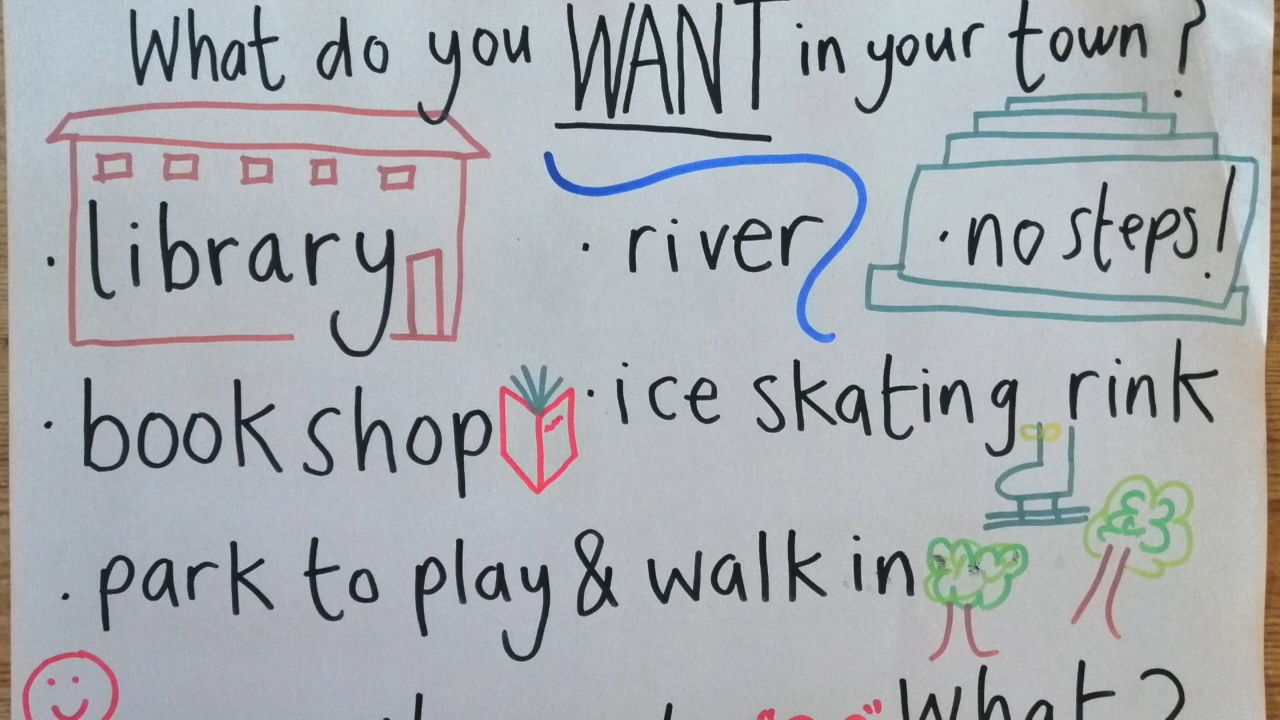 What do you WANT in your town?
· library · river · no steps!
· book shop · ice skating rink
· park to play & walk in
What?